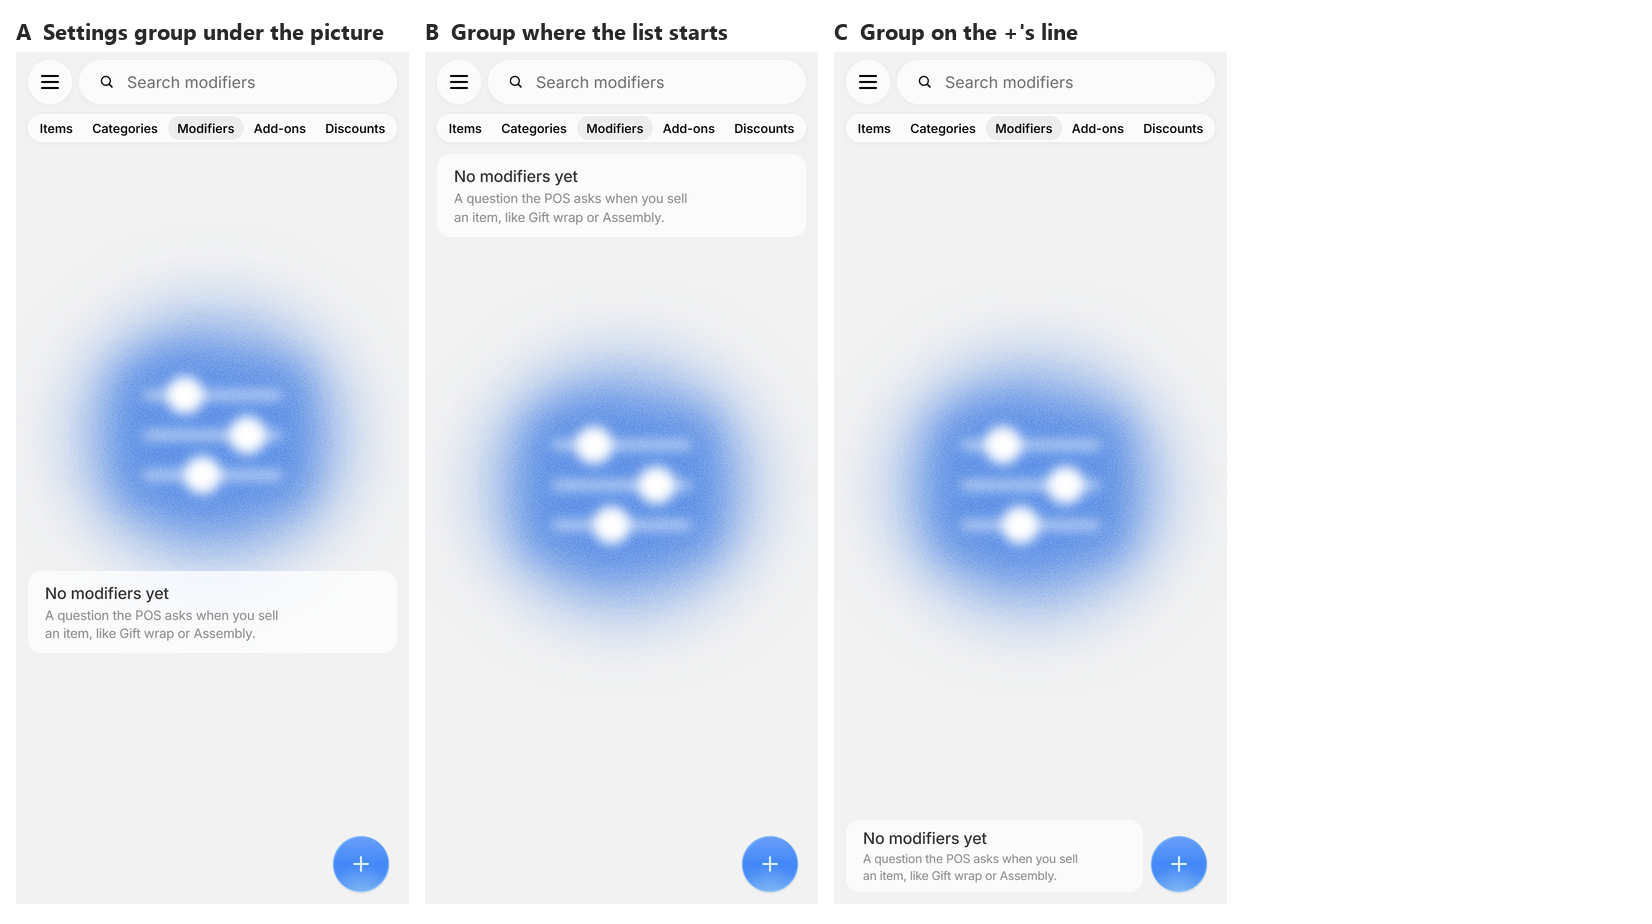 A Settings group under the picture
Search modifiers
Items Categories Modifiers Add-ons Discounts
No modifiers yet
A question the POS asks when you sell
an item, like Gift wrap or Assembly.
B Group where the list starts
Search modifiers
Items Categories Modifiers Add-ons Discounts
No modifiers yet
A question the POS asks when you sell
an item, like Gift wrap or Assembly.
C Group on the +'s line
Search modifiers
Items Categories Modifiers Add-ons Discounts
No modifiers yet
A question the POS asks when you sell
an item, like Gift wrap or Assembly.